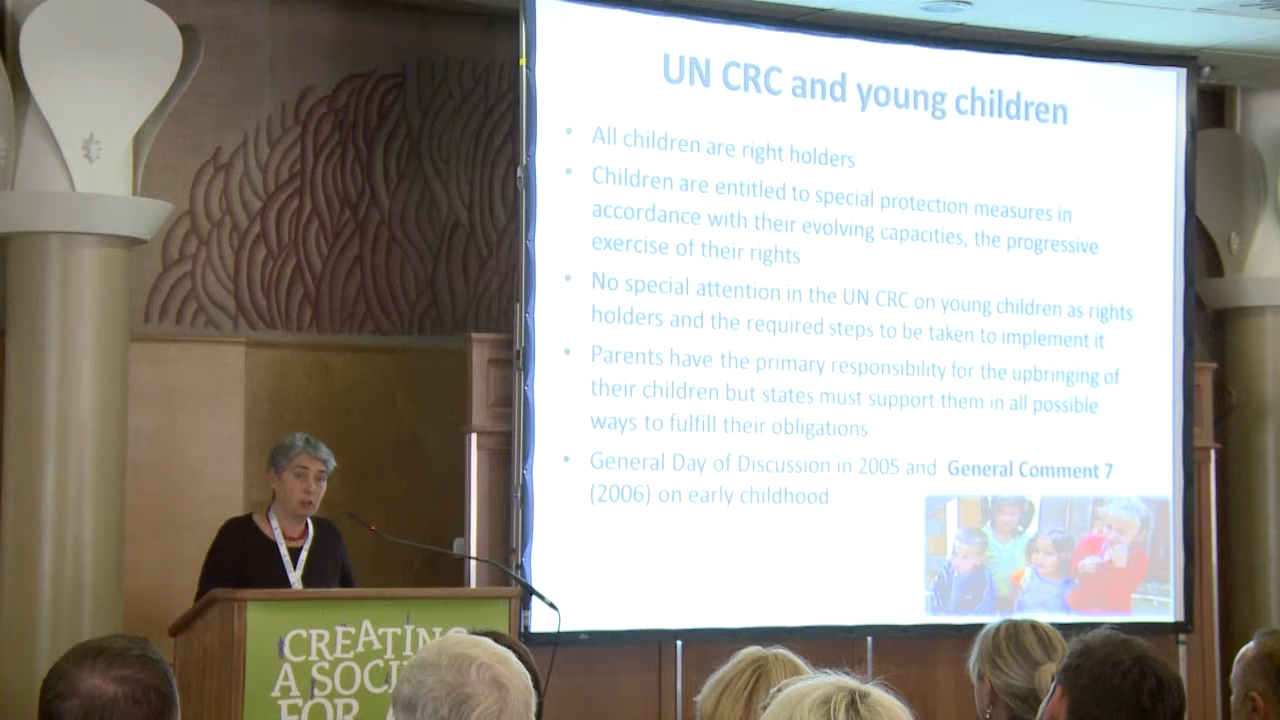 UN CRC and young children
• All children are right holders
• Children are entitled to special protection measures in
accordance with their evolving capacities, the progressive
exercise of their rights
• No special attention in the UN CRC on young children as rights
holders and the required steps to be taken to implement it
• Parents have the primary responsibility for the upbringing of
their children but states must support them in all possible
ways to fulfill their obligations
• General Day of Discussion in 2005 and General Comment 7
(2006) on early childhood
CREATING
A SOCI
FOR